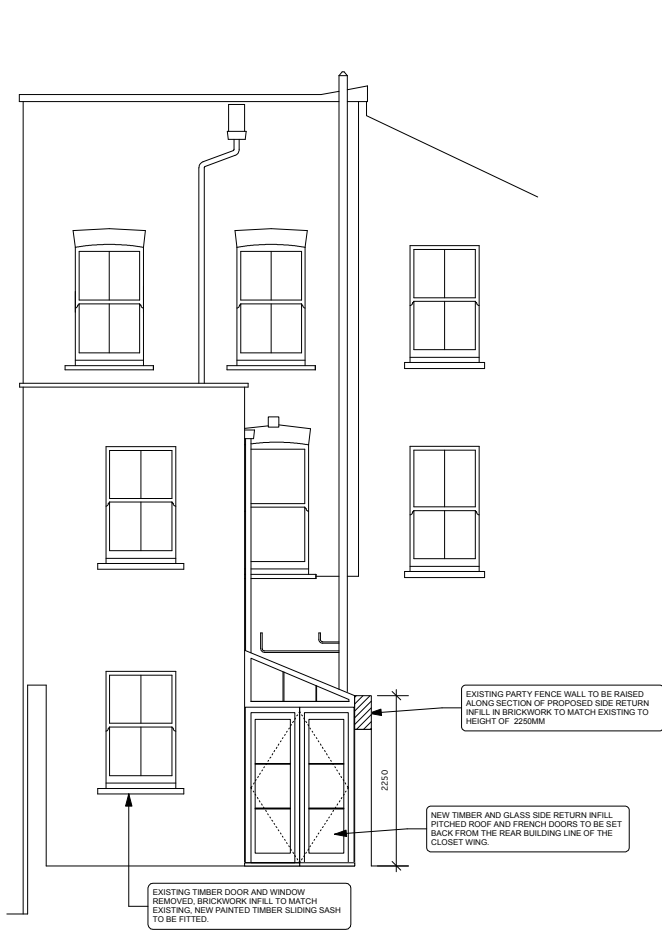 EXISTING PARTY FENCE WALL TO BE RAISED
ALONG SECTION OF PROPOSED SIDE RETURN
INFILL IN BRICKWORK TO MATCH EXISTING TO
HEIGHT OF 2250MM
2250
NEW TIMBER AND GLASS SIDE RETURN INFILL
PITCHED ROOF AND FRENCH DOORS TO BE SET
BACK FROM THE REAR BUILDING LINE OF THE
CLOSET WING.
EXISTING TIMBER DOOR AND WINDOW
REMOVED, BRICKWORK INFILL TO MATCH
EXISTING, NEW PAINTED TIMBER SLIDING SASH
TO BE FITTED.